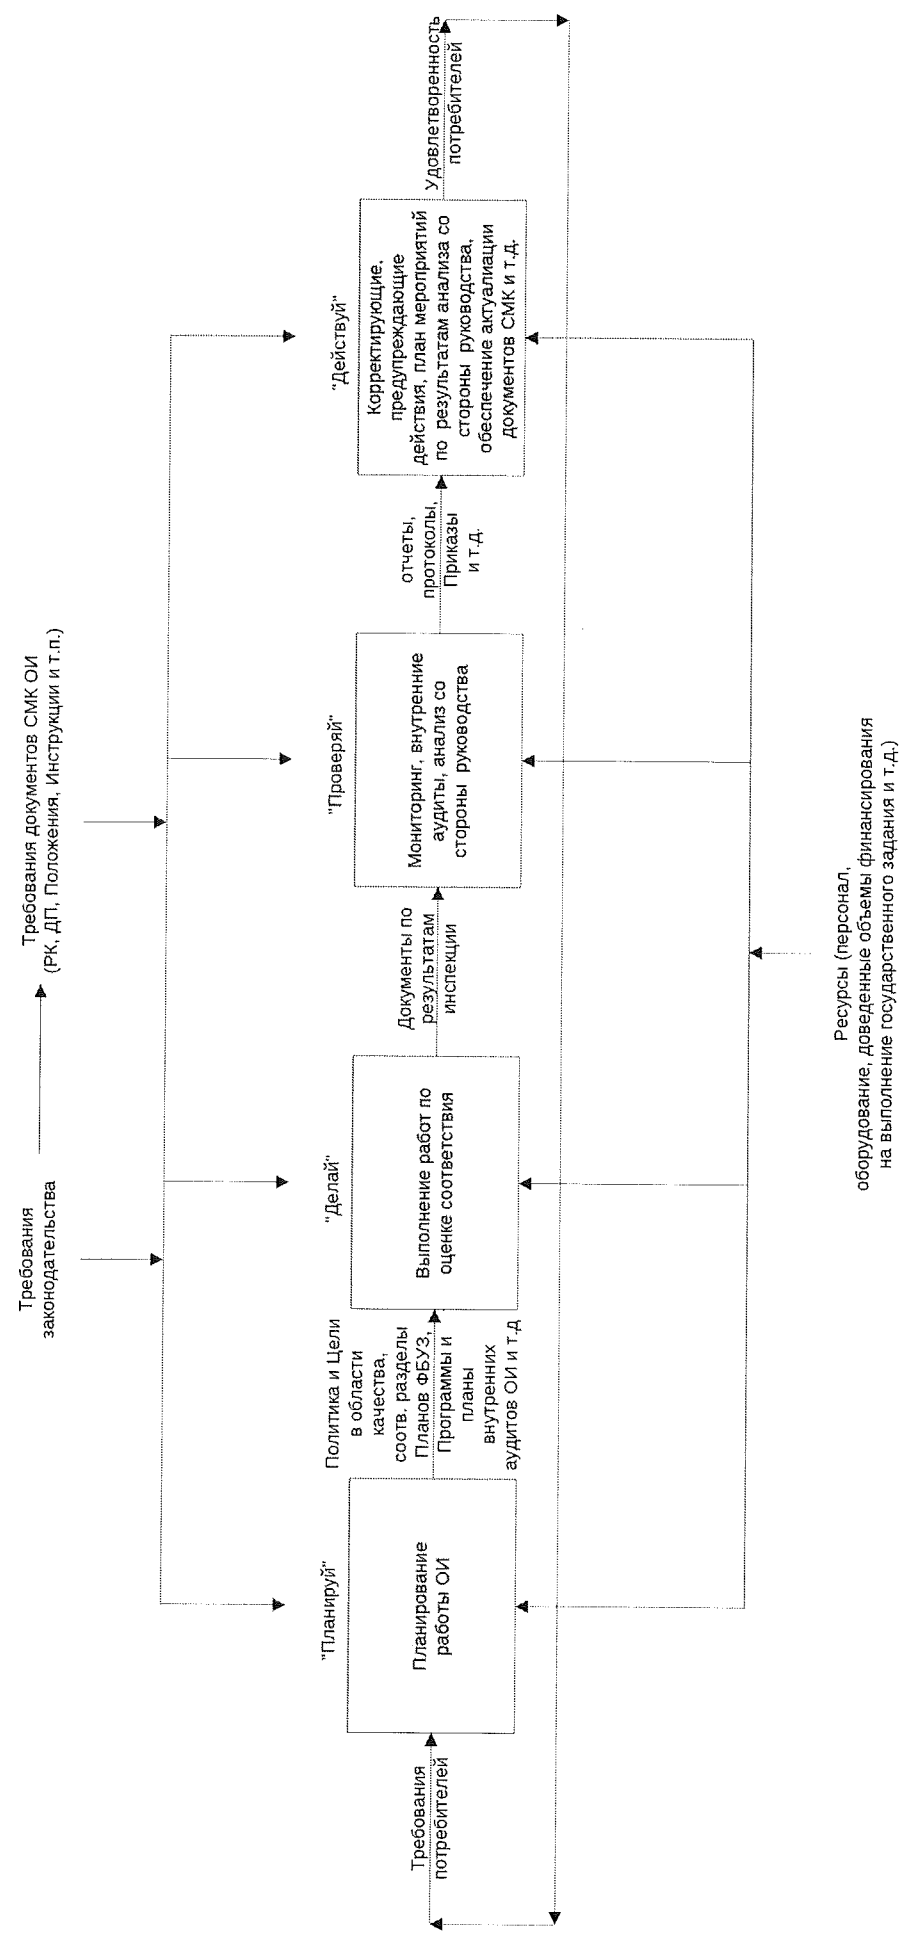 Требования
законодательства
Требования документов СМК ОИ
(РК, ДП, Положения, Инструкции и т.п.)
"Планируй"
"Делай"
"Проверяй"
"Действуй"
Требования
потребителей
Планирование
работы ОИ
Политика и Цели
в области
качества,
соотв. разделы
Планов ФБУЗ,
Программы и
планы
внутренних
аудитов ОИ и т.д
Выполнение работ по
оценке соответствия
Документы по
результатам
инспекции
Мониторинг, внутренние
аудиты, анализ со
стороны руководства
отчеты,
протоколы,
Приказы
и т.д.
Корректирующие,
предупреждающие
действия, план мероприятий
по результатам анализа со
стороны руководства,
обеспечение актуалиации
документов СМК и т.д.
Удовлетворенность
потребителей
Ресурсы (персонал,
оборудование, доведенные объемы финансирования
на выполнение государственного задания и т.д.)